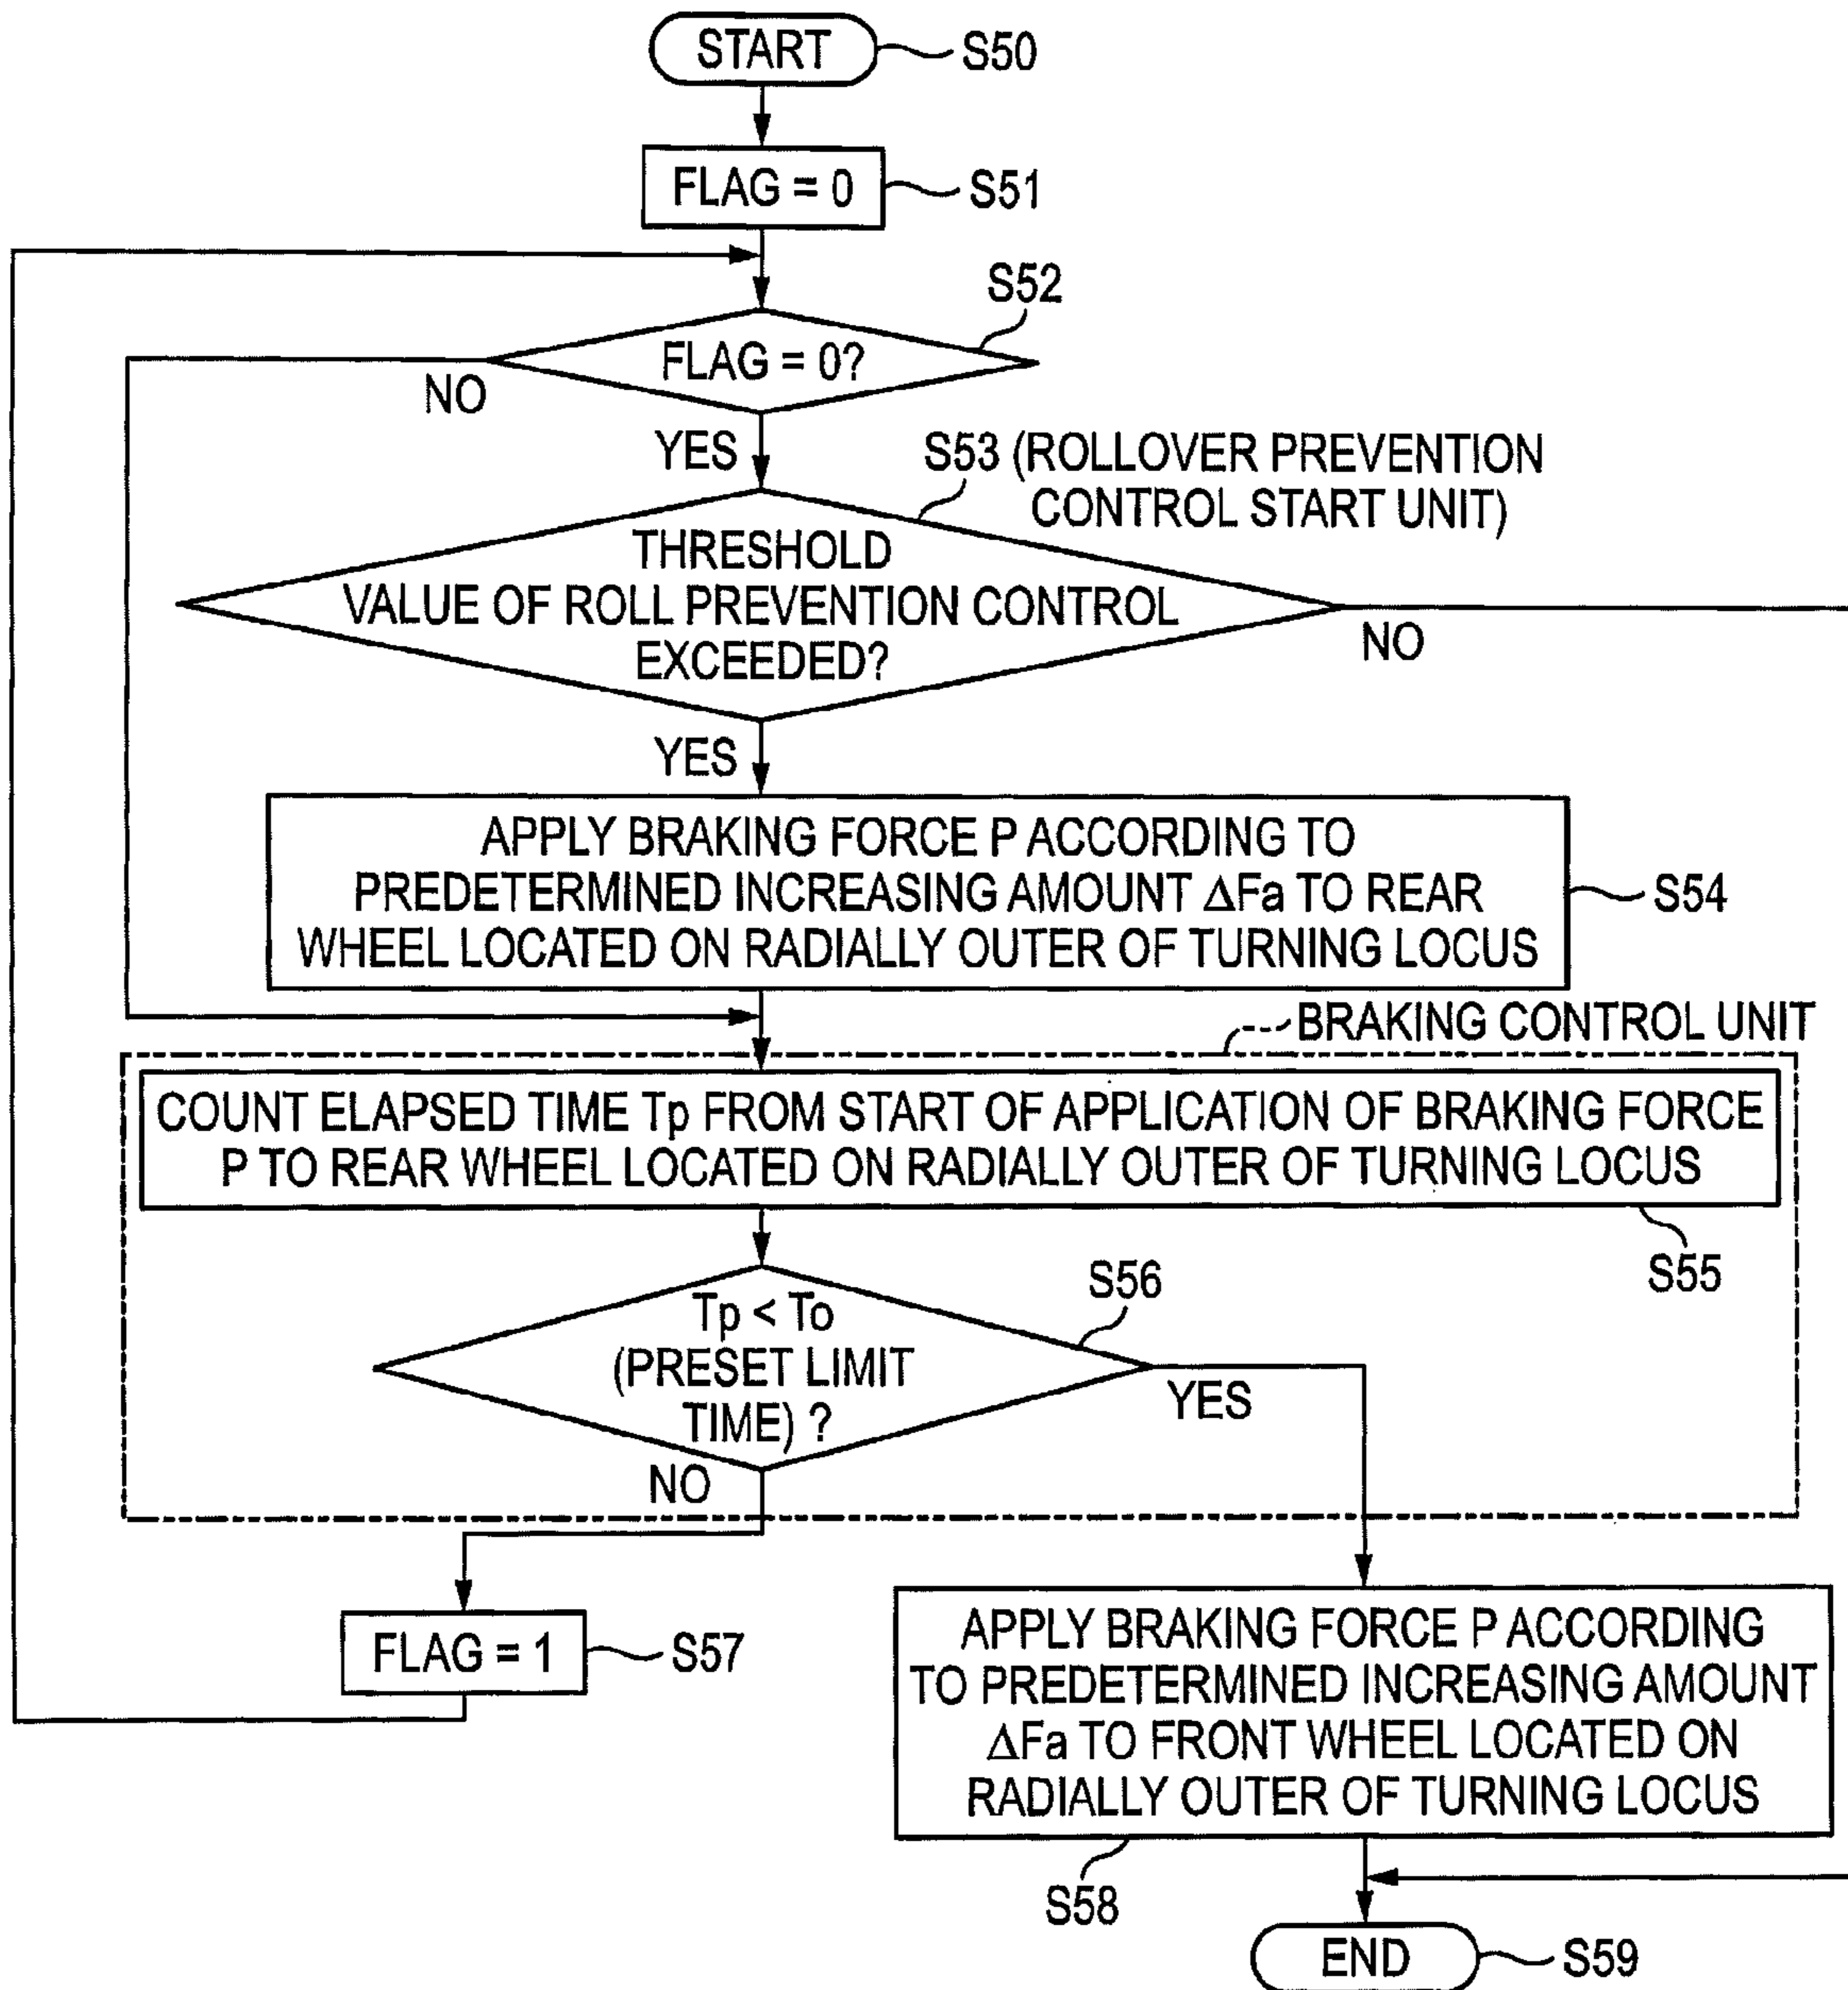 START
S50
FLAG = 0
S51
S52
FLAG = 0?
NO
YES
S53 (ROLLOVER PREVENTION
CONTROL START UNIT)
THRESHOLD
VALUE OF ROLL PREVENTION CONTROL
EXCEEDED?
NO
YES
APPLY BRAKING FORCE P ACCORDING TO
PREDETERMINED INCREASING AMOUNT ΔFa TO REAR
WHEEL LOCATED ON RADIALLY OUTER OF TURNING LOCUS
S54
BRAKING CONTROL UNIT
COUNT ELAPSED TIME Tp FROM START OF APPLICATION OF BRAKING FORCE
P TO REAR WHEEL LOCATED ON RADIALLY OUTER OF TURNING LOCUS
S55
S56
Tp < To
(PRESET LIMIT
TIME) ?
YES
NO
FLAG = 1
S57
APPLY BRAKING FORCE P ACCORDING
TO PREDETERMINED INCREASING AMOUNT
ΔFa TO FRONT WHEEL LOCATED ON
RADIALLY OUTER OF TURNING LOCUS
S58
END
S59